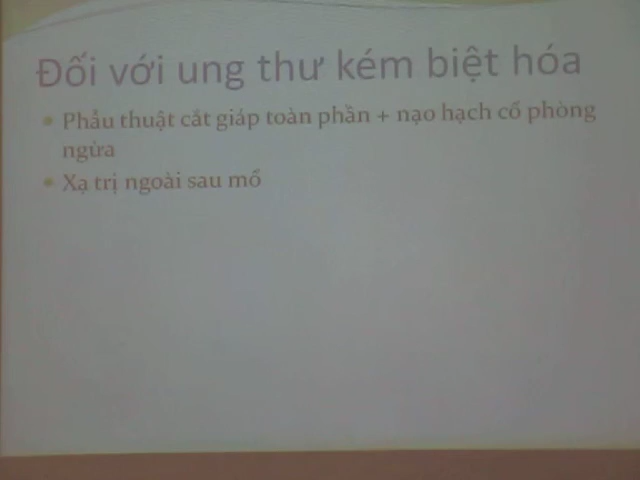 Đối với ung thư kém biệt hóa
• Phẫu thuật cắt giáp toàn phần + nạo hạch cổ phòng
ngừa
• Xạ trị ngoài sau mổ